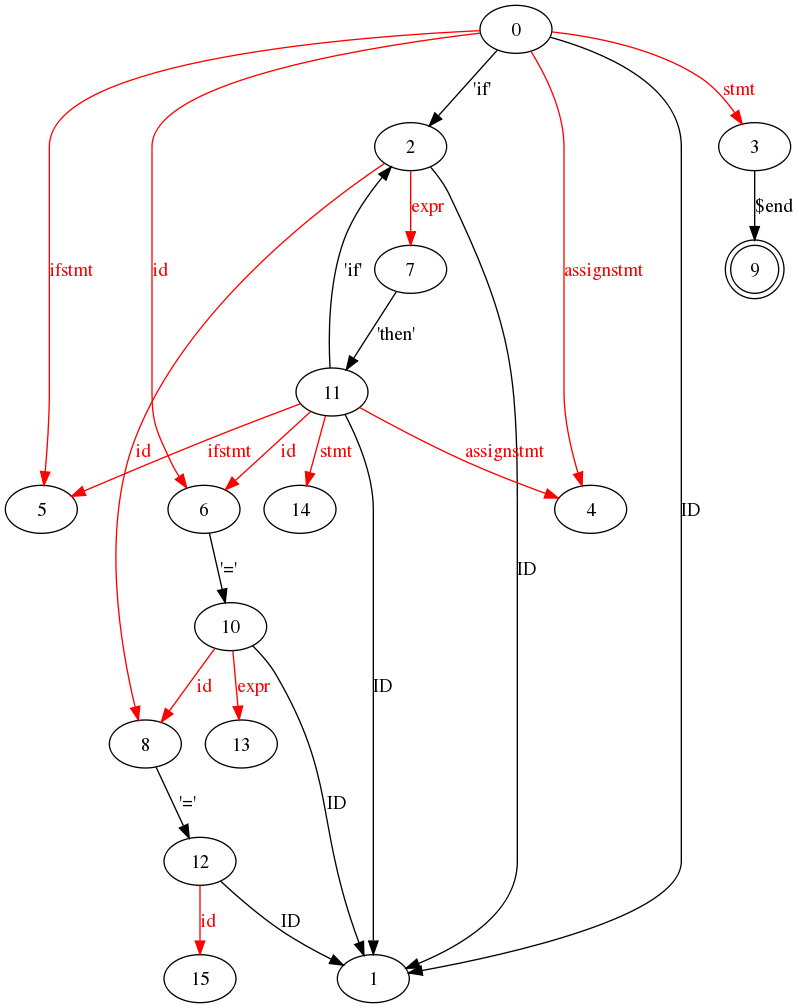 0
'if'
stmt
2
3
expr
$end
ifstmt
id
7
'if'
assignstmt
9
'then'
11
id
ifstmt
id
stmt
assignstmt
5
6
14
4
'='
ID
ID
10
id
expr
ID
8
13
'='
ID
12
id
ID
15
1